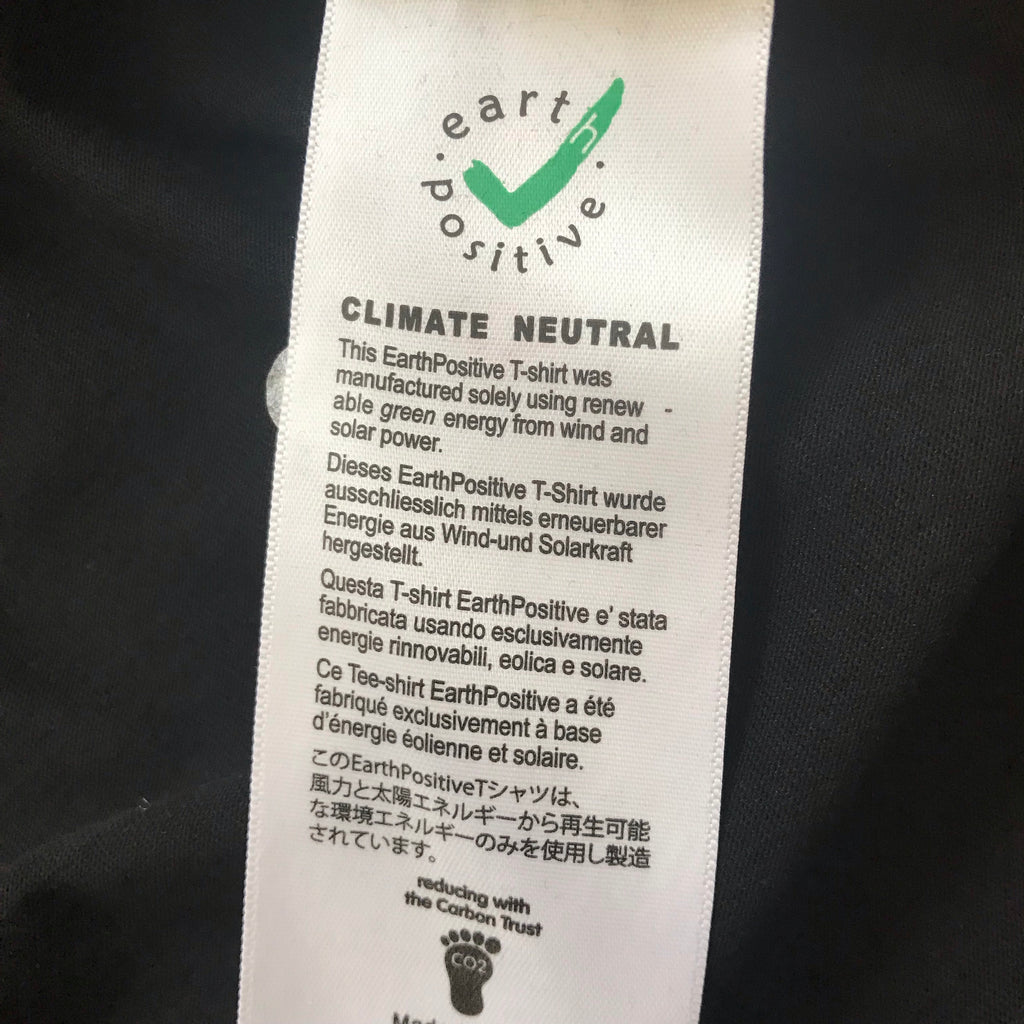 earth
positive
CLIMATE NEUTRAL
This EarthPositive T-shirt was
manufactured solely using renew -
able green energy from wind and
solar power.
Dieses EarthPositive T-Shirt wurde
ausschliesslich mittels erneuerbarer
Energie aus Wind-und Solarkraft
hergestellt.
Questa T-shirt EarthPositive e' stata
fabbricata usando esclusivamente
energie rinnovabili, eolica e solare.
Ce Tee-shirt EarthPositive a été
fabriqué exclusivement à base
d'énergie éolienne et solaire.
このEarthPositiveTシャツは、
風力と太陽エネルギーから再生可能
な環境エネルギーのみを使用し製造
されています。
reducing with
the Carbon Trust
CO2